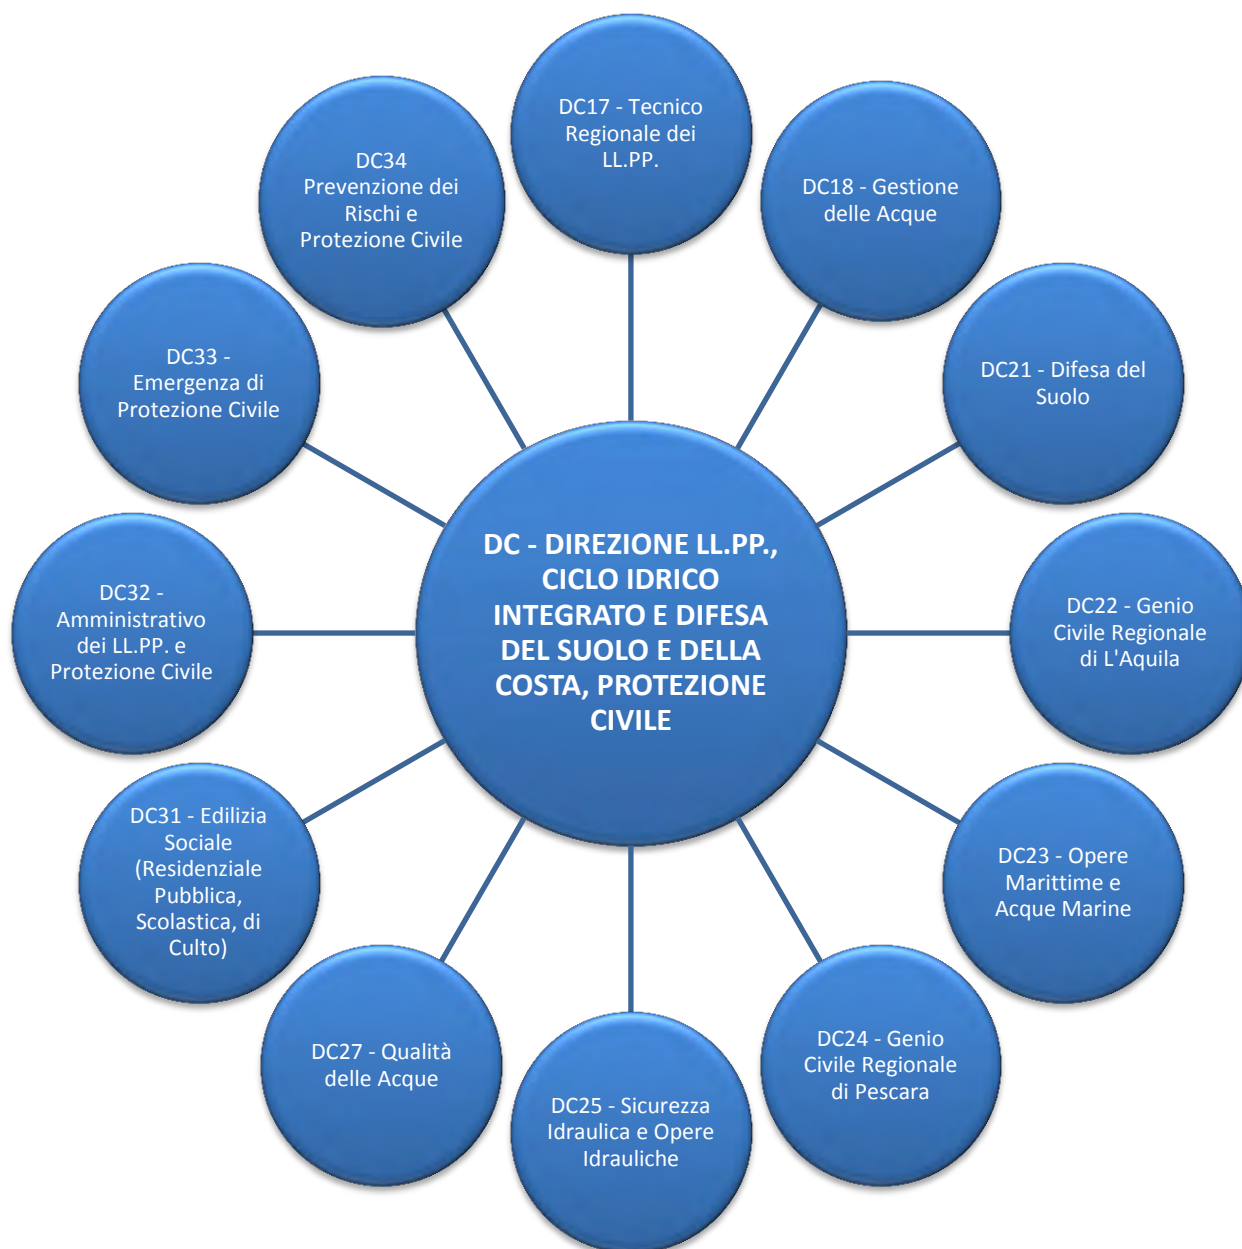 DC17 - Tecnico
Regionale dei
LL.PP.
DC18 - Gestione
delle Acque
DC21 - Difesa del
Suolo
DC22 - Genio
Civile Regionale
di L'Aquila
DC23 - Opere
Marittime e
Acque Marine
DC24 - Genio
Civile Regionale
di Pescara
DC25 - Sicurezza
Idraulica e Opere
Idrauliche
DC27 - Qualità
delle Acque
DC31 - Edilizia
Sociale
(Residenziale
Pubblica,
Scolastica, di
Culto)
DC32 -
Amministrativo
dei LL.PP. e
Protezione Civile
DC33 -
Emergenza di
Protezione Civile
DC34
Prevenzione dei
Rischi e
Protezione Civile
DC - DIREZIONE LL.PP.,
CICLO IDRICO
INTEGRATO E DIFESA
DEL SUOLO E DELLA
COSTA, PROTEZIONE
CIVILE